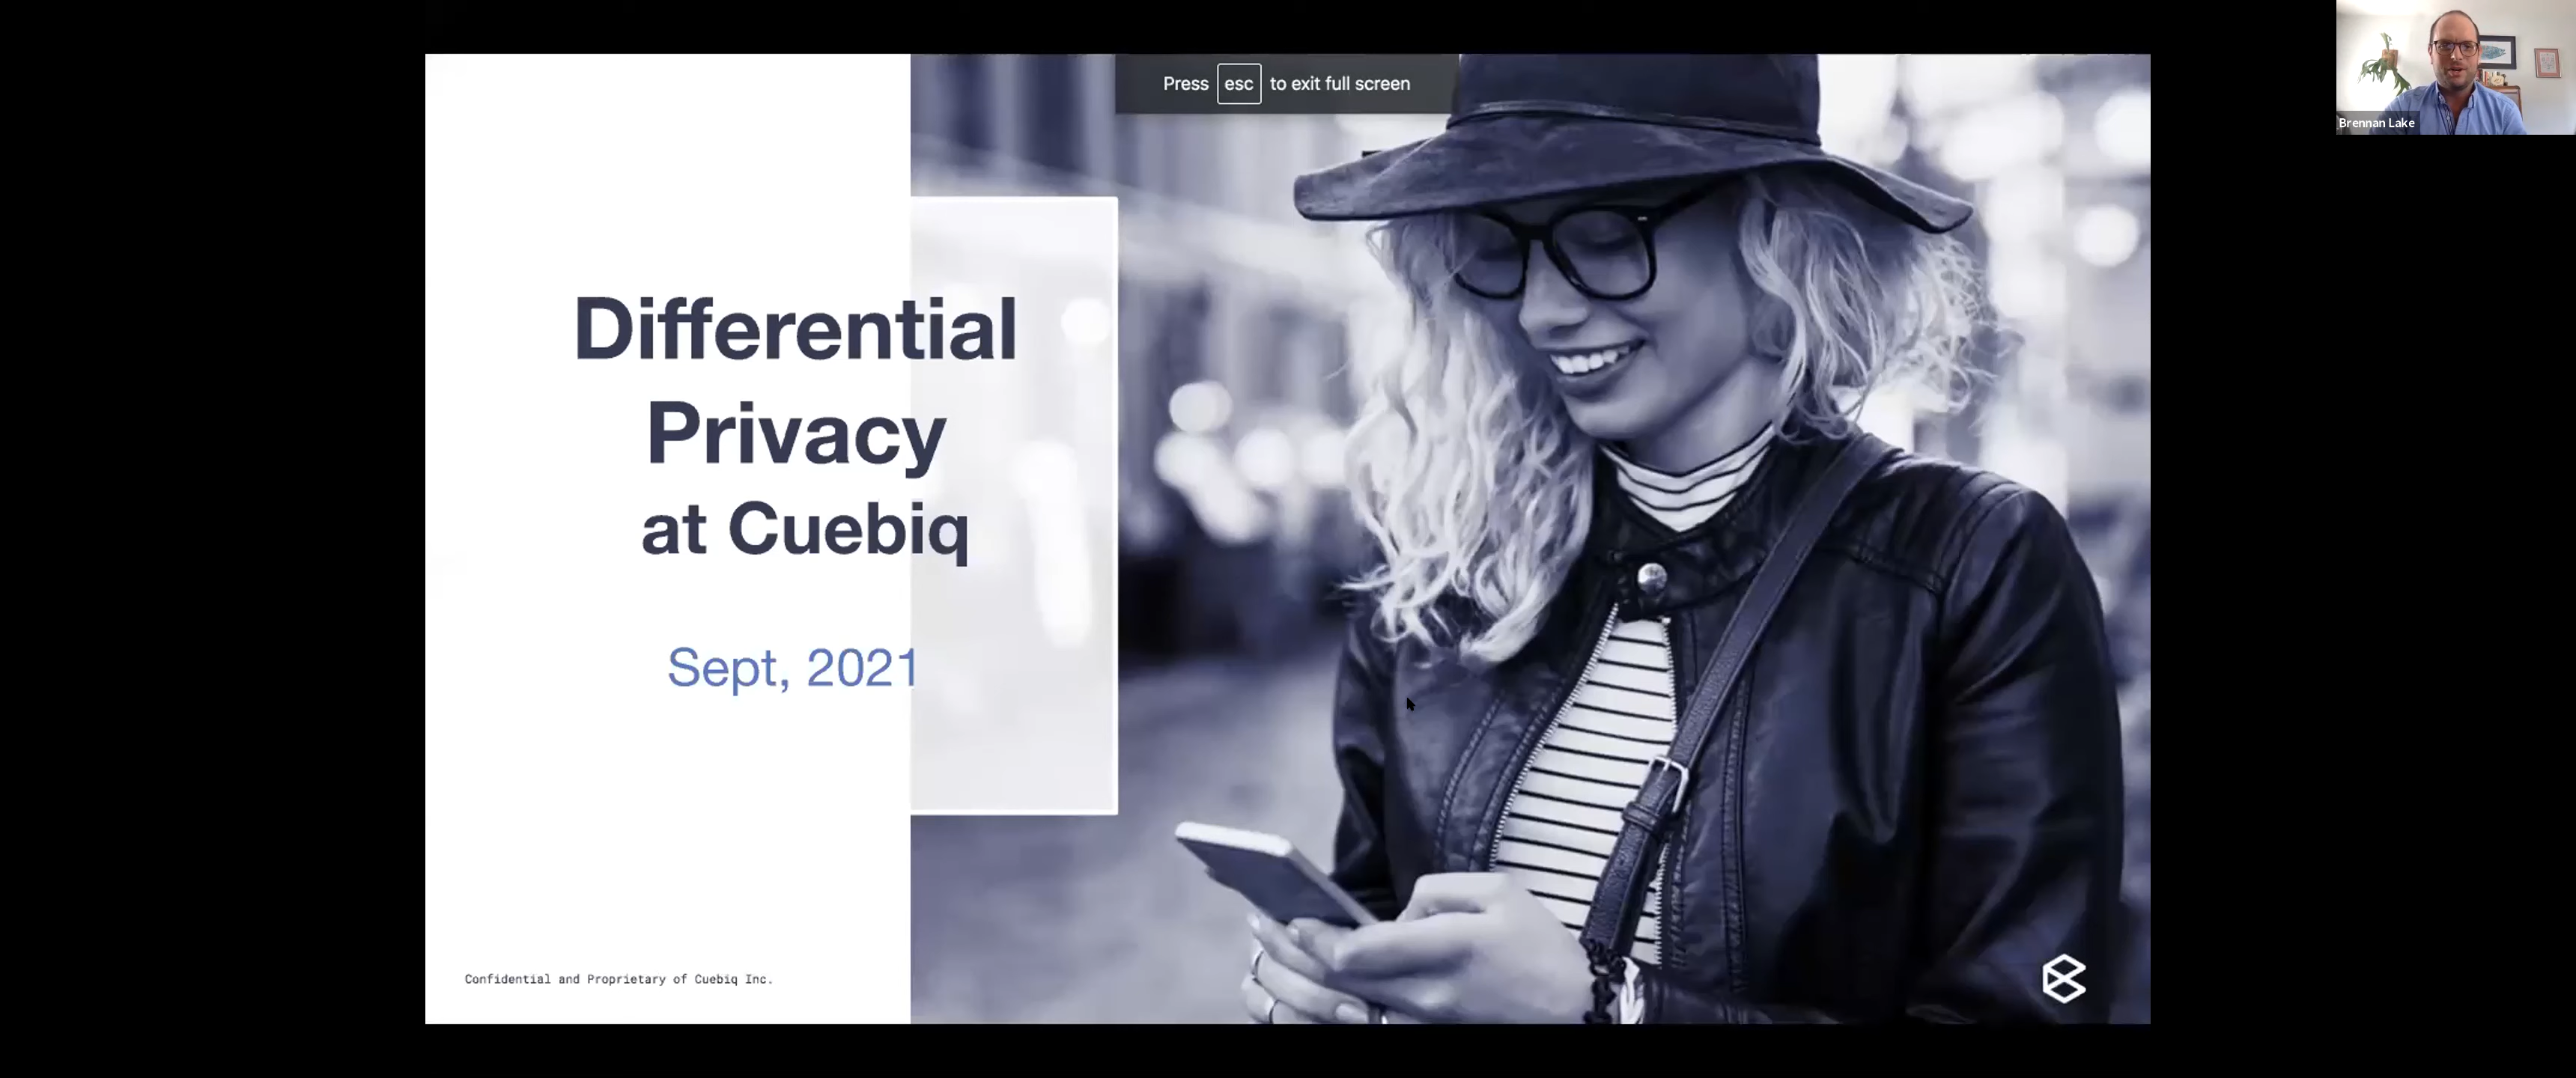 Press esc to exit full screen
Brennan Lake
Differential
Privacy
at Cuebiq
Sept, 2021
Confidential and Proprietary of Cuebiq Inc.